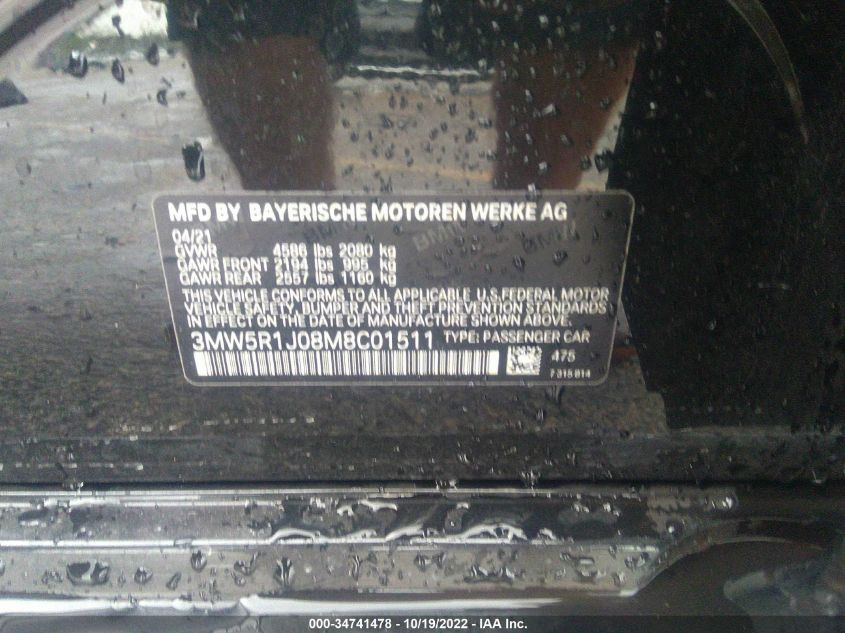 MFD BY BAYERISCHE MOTOREN WERKE AG
04/21
GVWR 4586 lbs 2080 kg
GAWR FRONT 2194 lbs 995 kg
GAWR REAR 2557 lbs 1160 kg
THIS VEHICLE CONFORMS TO ALL APPLICABLE U.S.FEDERAL MOTOR
VEHICLE SAFETY, BUMPER AND THEFT PREVENTION STANDARDS
IN EFFECT ON THE DATE OF MANUFACTURE SHOWN ABOVE.
3MW5R1J08M8C01511 TYPE: PASSENGER CAR
475
7 315 814
000-34741478 - 10/19/2022 - IAA Inc.